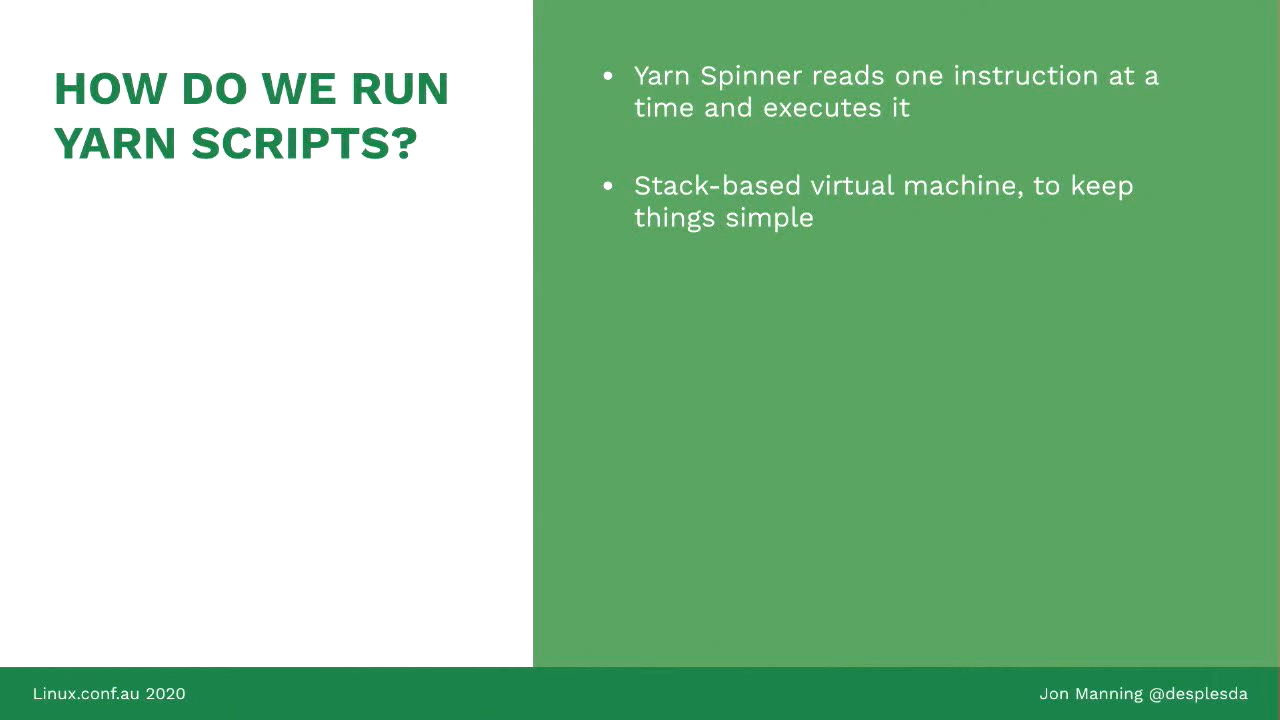 HOW DO WE RUN
YARN SCRIPTS?
• Yarn Spinner reads one instruction at a
time and executes it
• Stack-based virtual machine, to keep
things simple
Linux.conf.au 2020
Jon Manning @desplesda